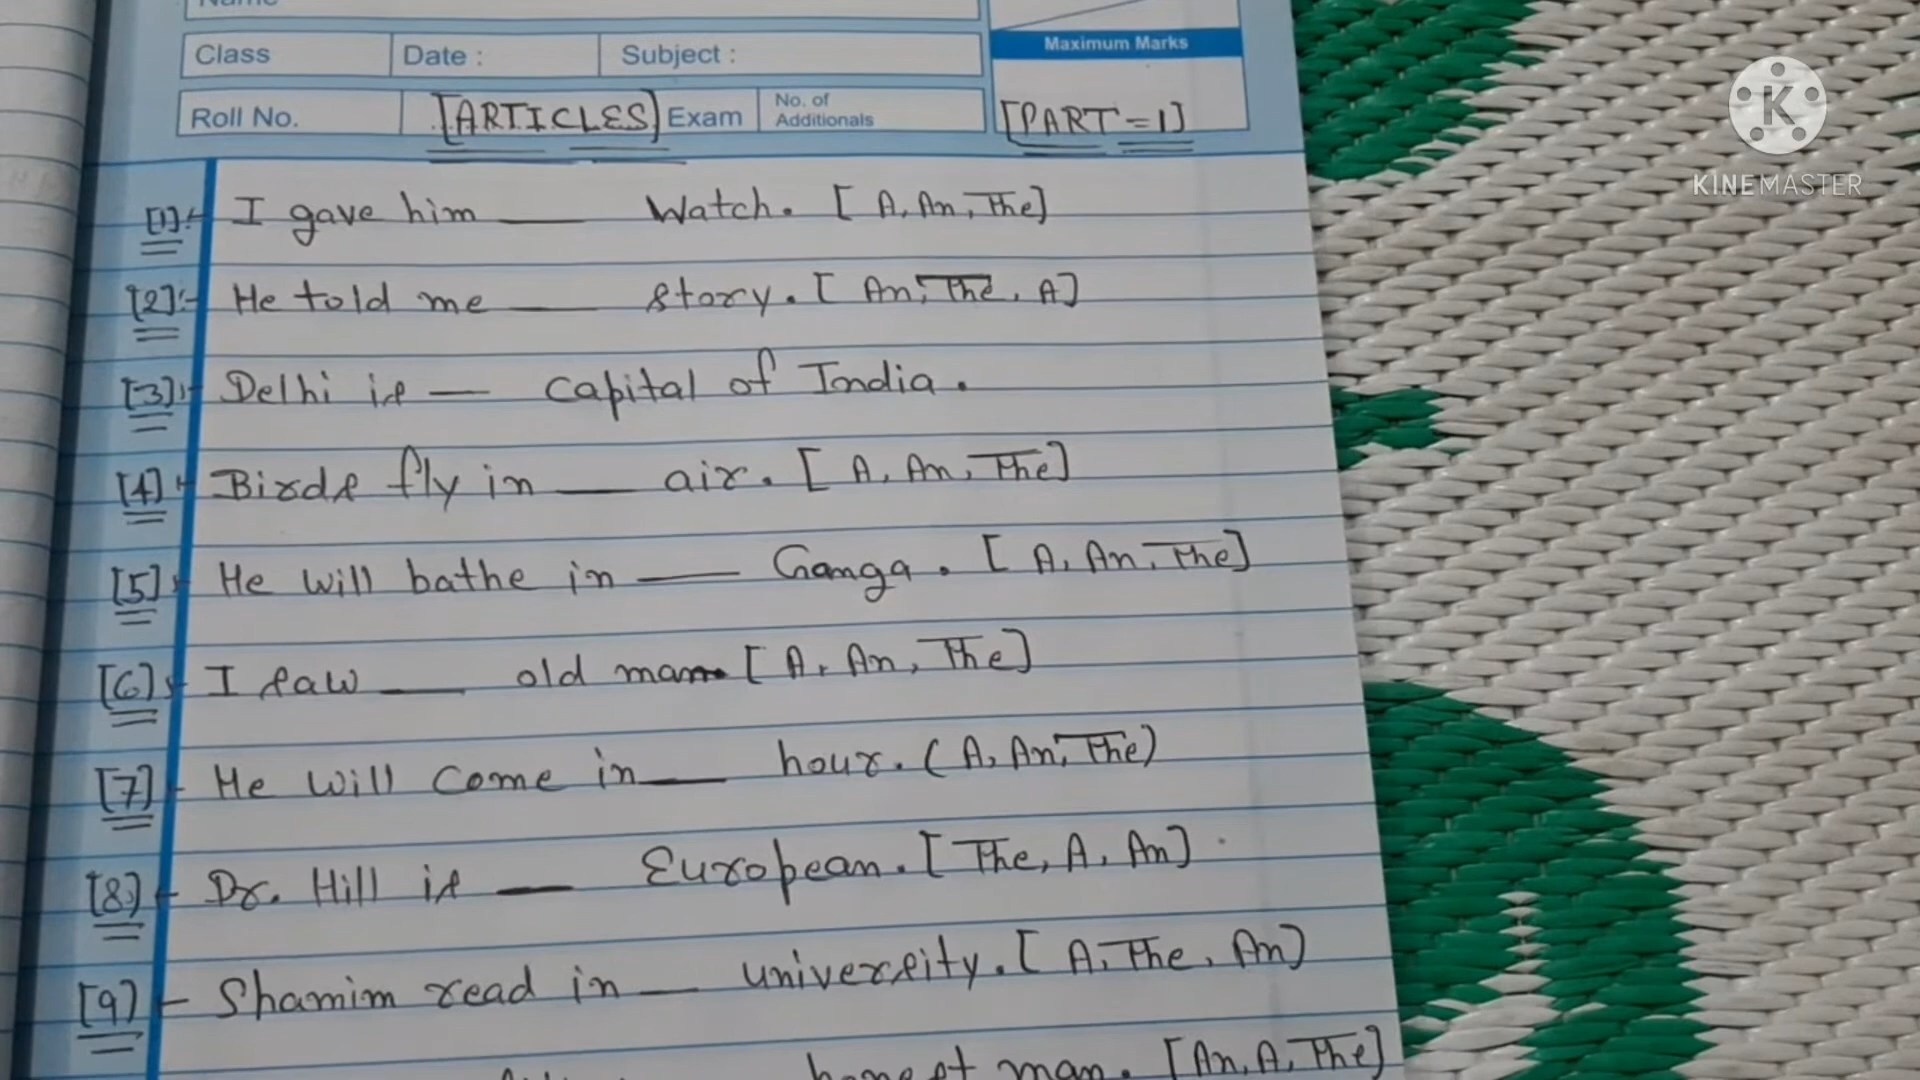 Name
Class Date : Subject :
Maximum Marks
Roll No. [ARTICLES] Exam No. of Additionals [PART-1]
K
KINEMASTER
[1]:- I gave him ___ Watch. [A, An, The]
[2]:- He told me ___ story. [An, The, A]
[3]:- Delhi is ___ capital of India.
[4]:- Birds fly in ___ air. [A, An, The]
[5]:- He will bathe in ___ Ganga. [A, An, The]
[6]:- I saw ___ old man [A, An, The]
[7]- He will come in ___ hour. (A, An, The)
[8]- Dr. Hill is ___ European. [The, A, An]
[9]- Shamim read in ___ university. [A, The, An)
honest man. [An, A, The]